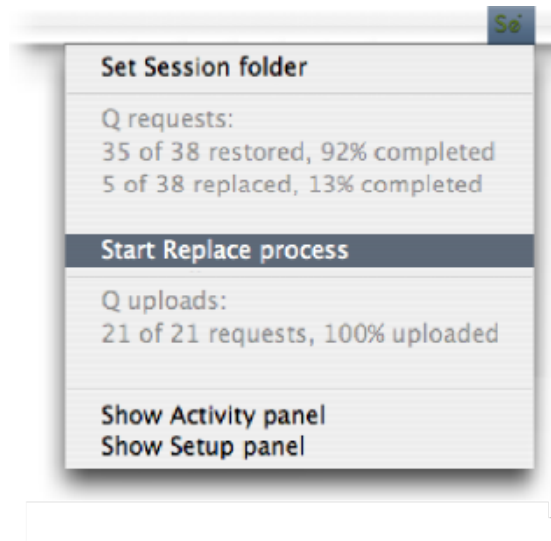 Se
Set Session folder
Q requests:
35 of 38 restored, 92% completed
5 of 38 replaced, 13% completed
Start Replace process
Q uploads:
21 of 21 requests, 100% uploaded
Show Activity panel
Show Setup panel